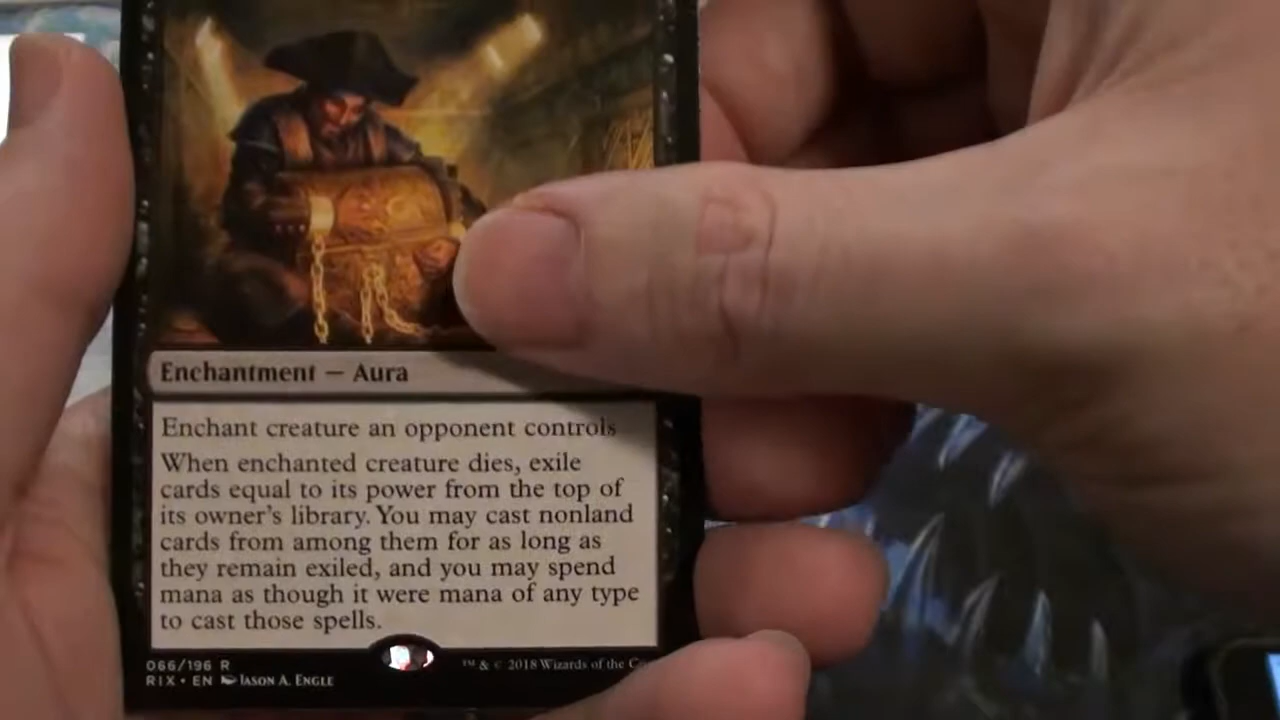 Enchantment — Aura
Enchant creature an opponent controls
When enchanted creature dies, exile
cards equal to its power from the top of
its owner's library. You may cast nonland
cards from among them for as long as
they remain exiled, and you may spend
mana as though it were mana of any type
to cast those spells.
066/196 R
™ & © 2018 Wizards of the
RIX • EN JASON A. ENGLE